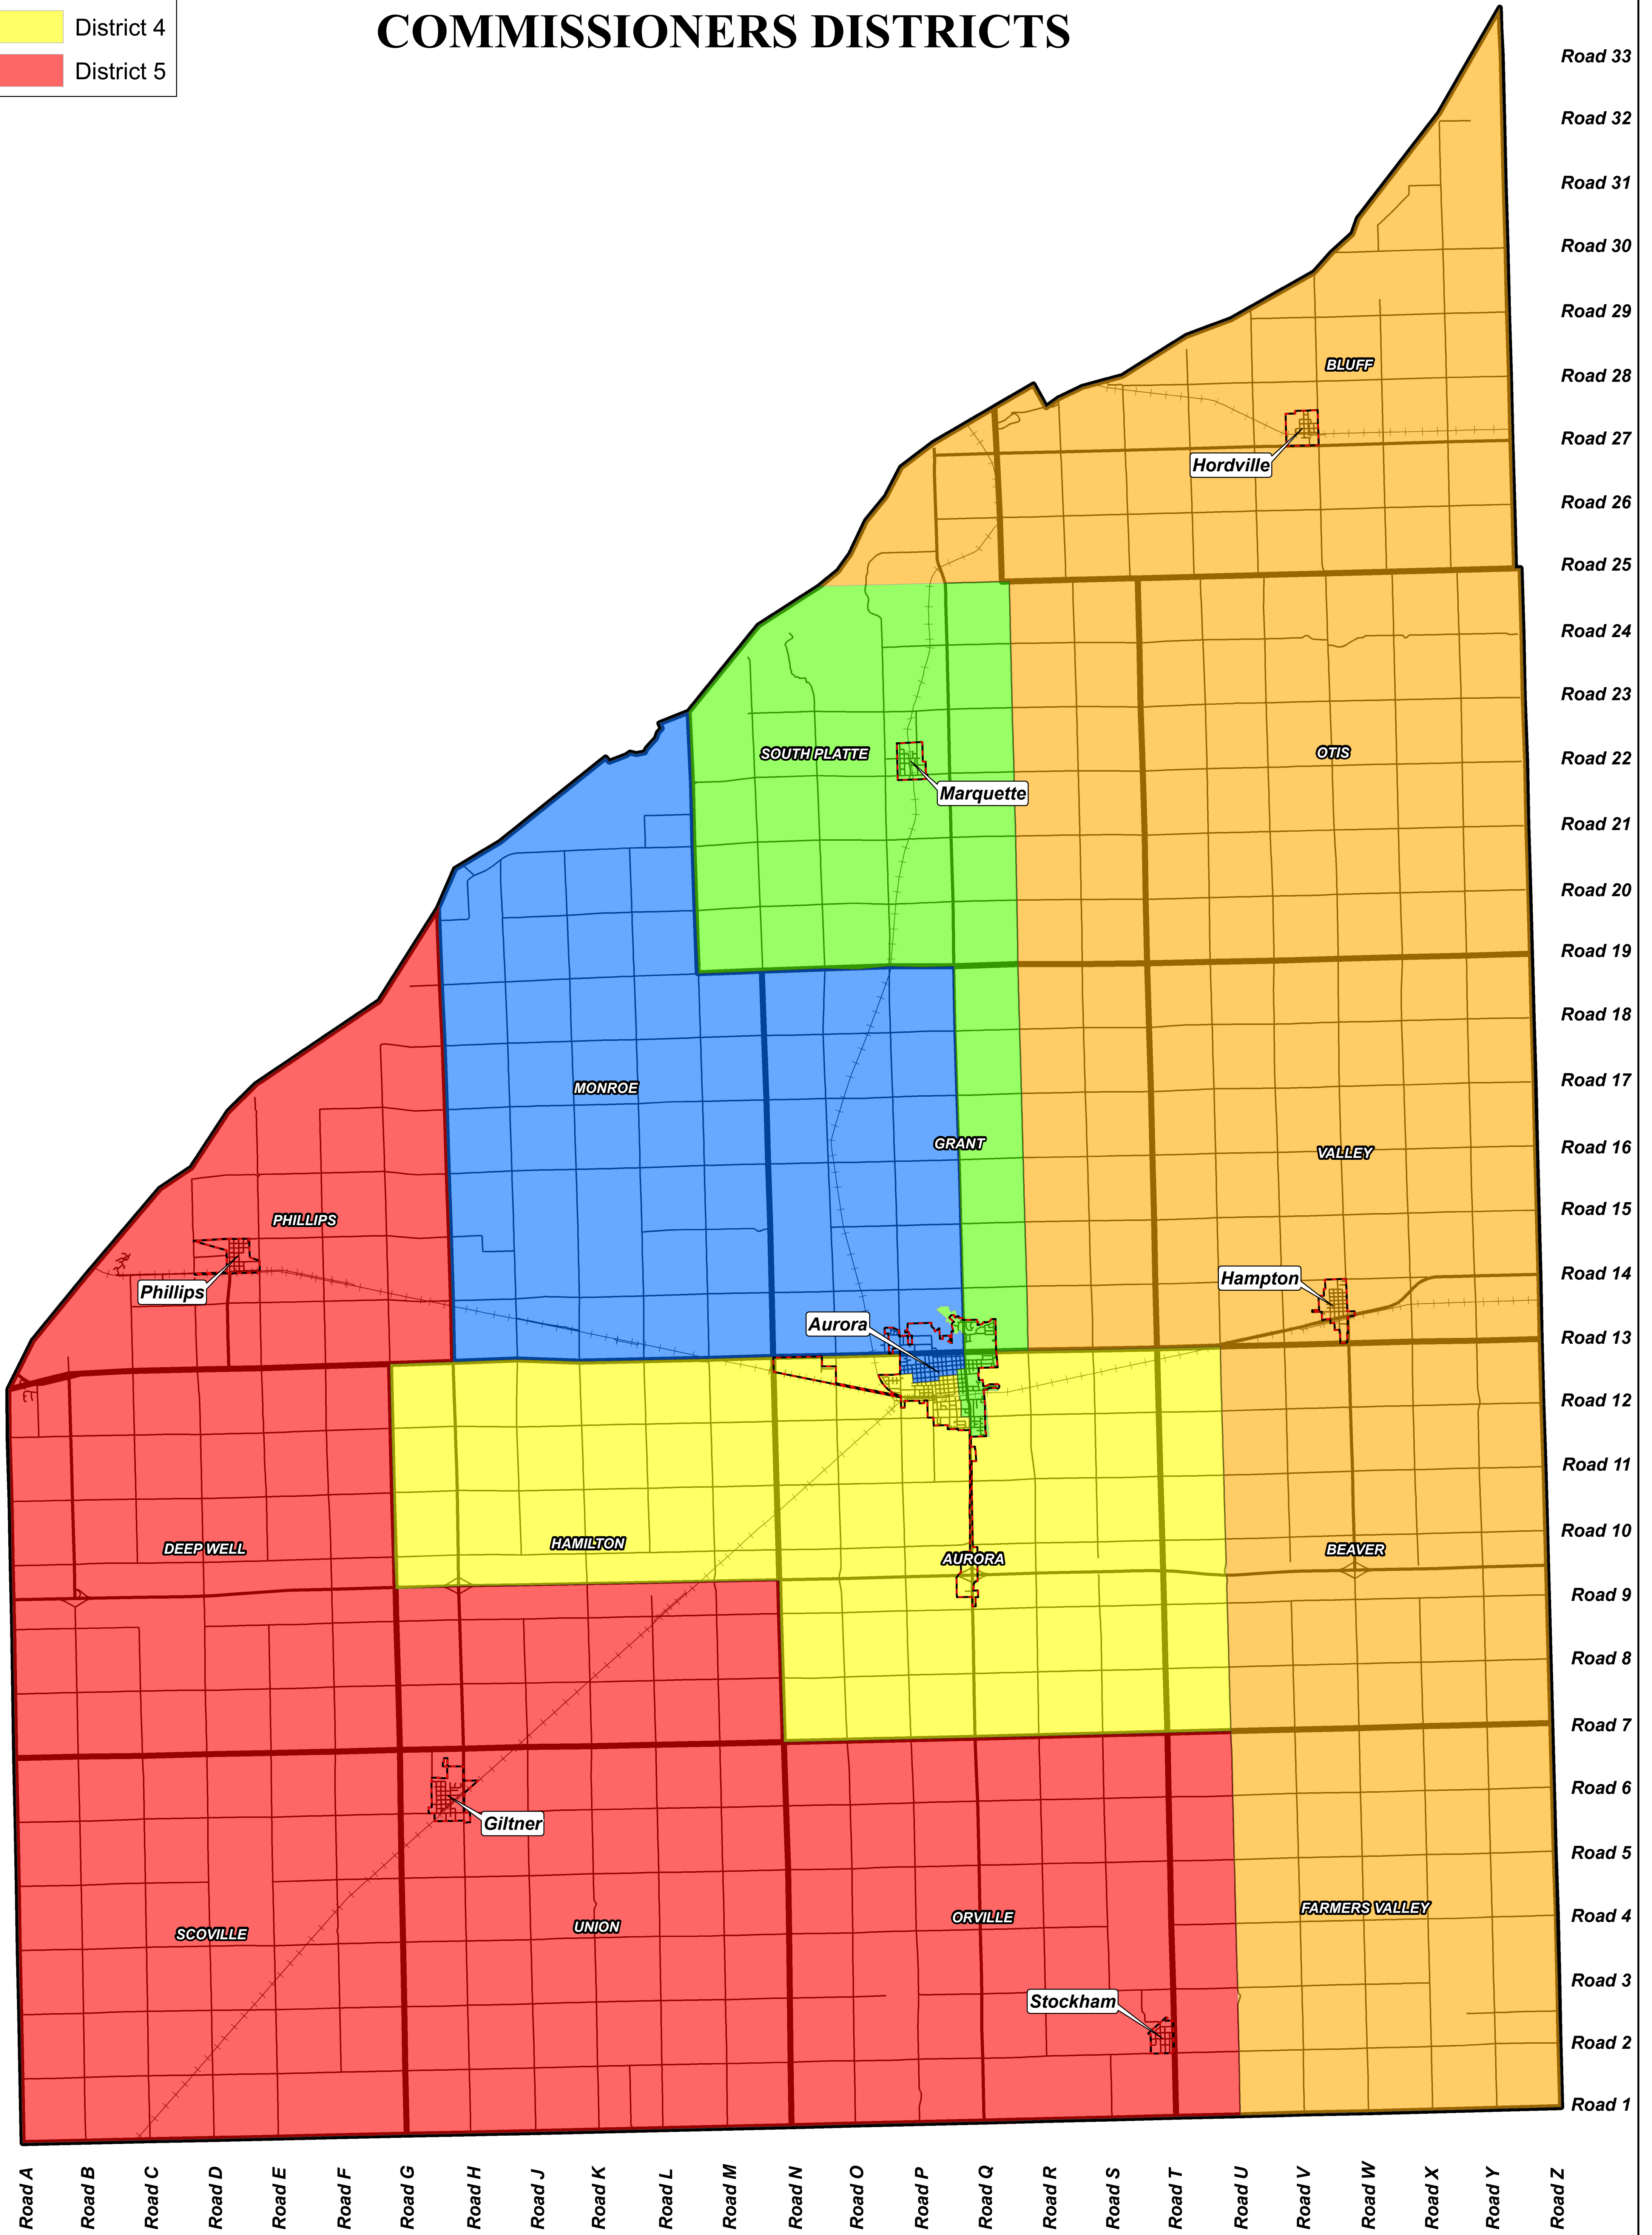 COMMISSIONERS DISTRICTS
District 4
District 5
Road 33
Road 32
Road 31
Road 30
Road 29
BLUFF
Road 28
Road 27
Hordville
Road 26
Road 25
Road 24
Road 23
SOUTH PLATTE
OTIS
Road 22
Marquette
Road 21
Road 20
Road 19
Road 18
MONROE
Road 17
GRANT
VALLEY
Road 16
PHILLIPS
Road 15
Phillips
Hampton
Road 14
Aurora
Road 13
Road 12
Road 11
DEEP WELL
HAMILTON
AURORA
BEAVER
Road 10
Road 9
Road 8
Road 7
Road 6
Giltner
Road 5
SCOVILLE
UNION
ORVILLE
FARMERS VALLEY
Road 4
Road 3
Stockham
Road 2
Road 1
Road A
Road B
Road C
Road D
Road E
Road F
Road G
Road H
Road J
Road K
Road L
Road M
Road N
Road O
Road P
Road Q
Road R
Road S
Road T
Road U
Road V
Road W
Road X
Road Y
Road Z